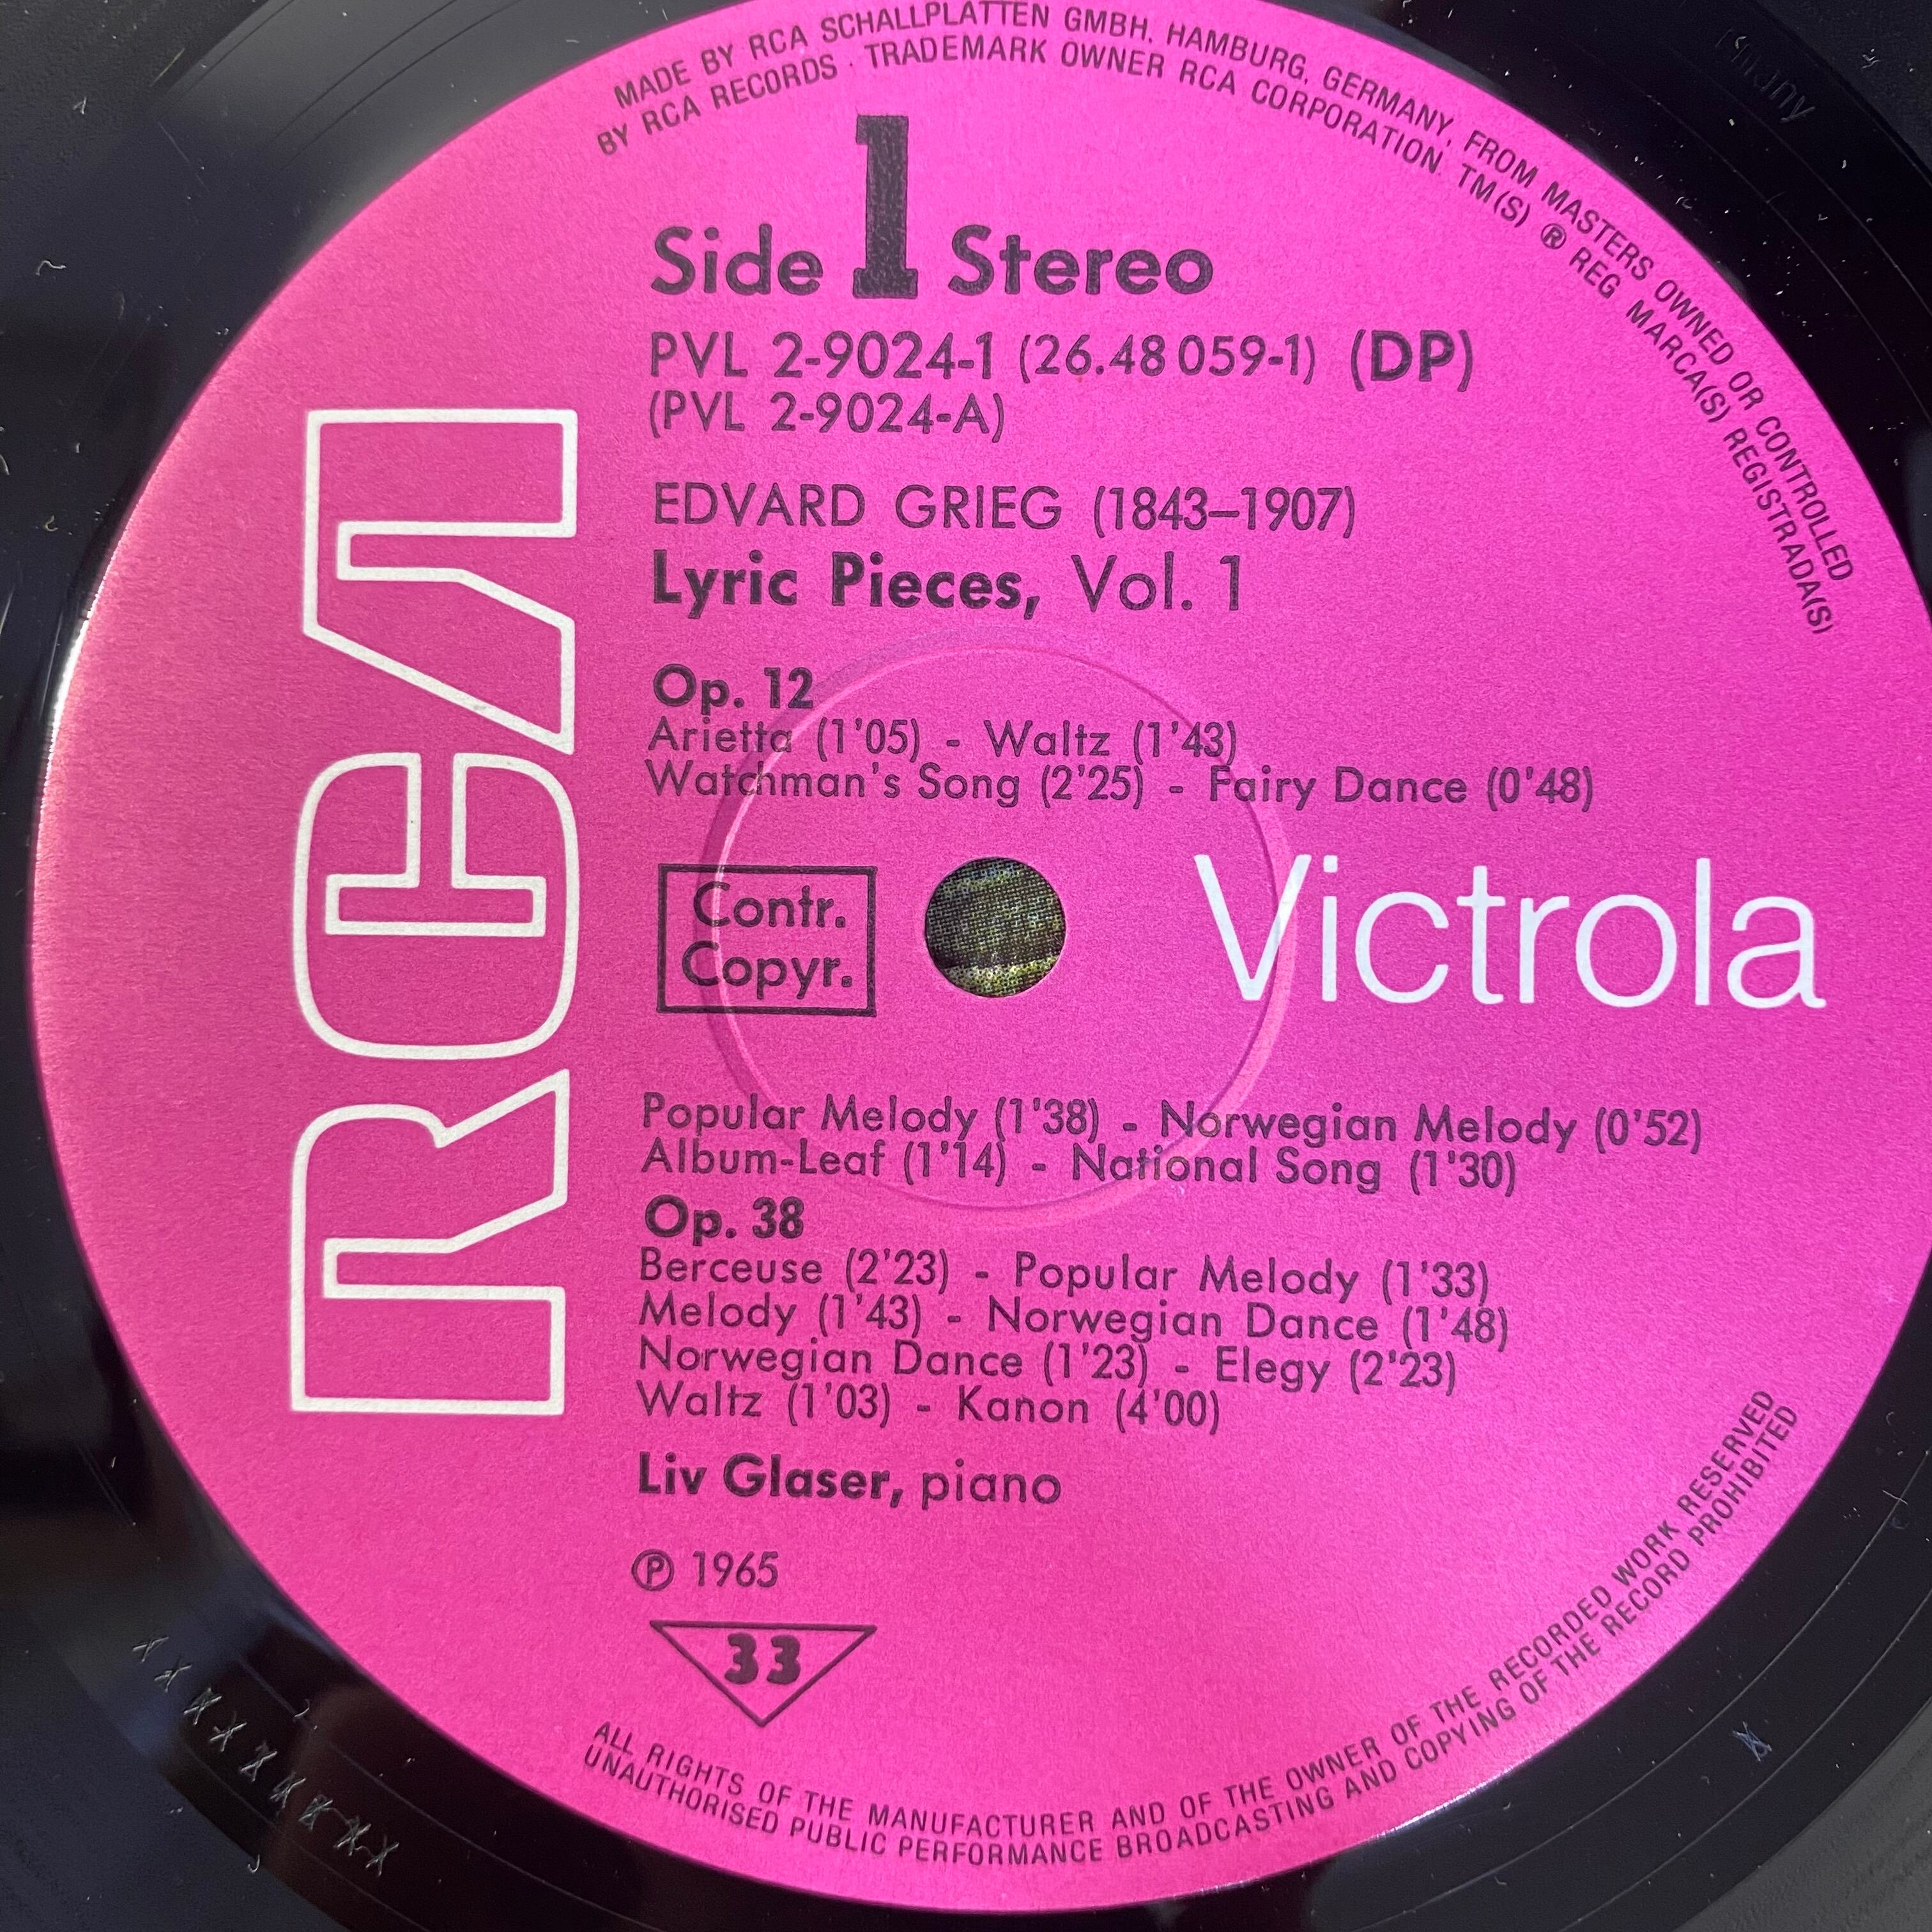 MADE BY RCA SCHALLPLATTEN GMBH, HAMBURG, GERMANY, FROM MASTERS OWNED OR CONTROLLED
BY RCA RECORDS · TRADEMARK OWNER RCA CORPORATION. TM(S) ® REG MARCA(S) REGISTRADA(S)
Side 1 Stereo
PVL 2-9024-1 (26.48 059-1) (DP)
(PVL 2-9024-A)
EDVARD GRIEG (1843–1907)
Lyric Pieces, Vol. 1
Op. 12
Arietta (1'05) - Waltz (1'43)
Watchman's Song (2'25) - Fairy Dance (0'48)
RCA
Contr.
Copyr.
Victrola
Popular Melody (1'38) - Norwegian Melody (0'52)
Album-Leaf (1'14) - National Song (1'30)
Op. 38
Berceuse (2'23) - Popular Melody (1'33)
Melody (1'43) - Norwegian Dance (1'48)
Norwegian Dance (1'23) - Elegy (2'23)
Waltz (1'03) - Kanon (4'00)
Liv Glaser, piano
℗ 1965
33
ALL RIGHTS OF THE MANUFACTURER AND OF THE OWNER OF THE RECORDED WORK RESERVED
UNAUTHORISED PUBLIC PERFORMANCE BROADCASTING AND COPYING OF THE RECORD PROHIBITED